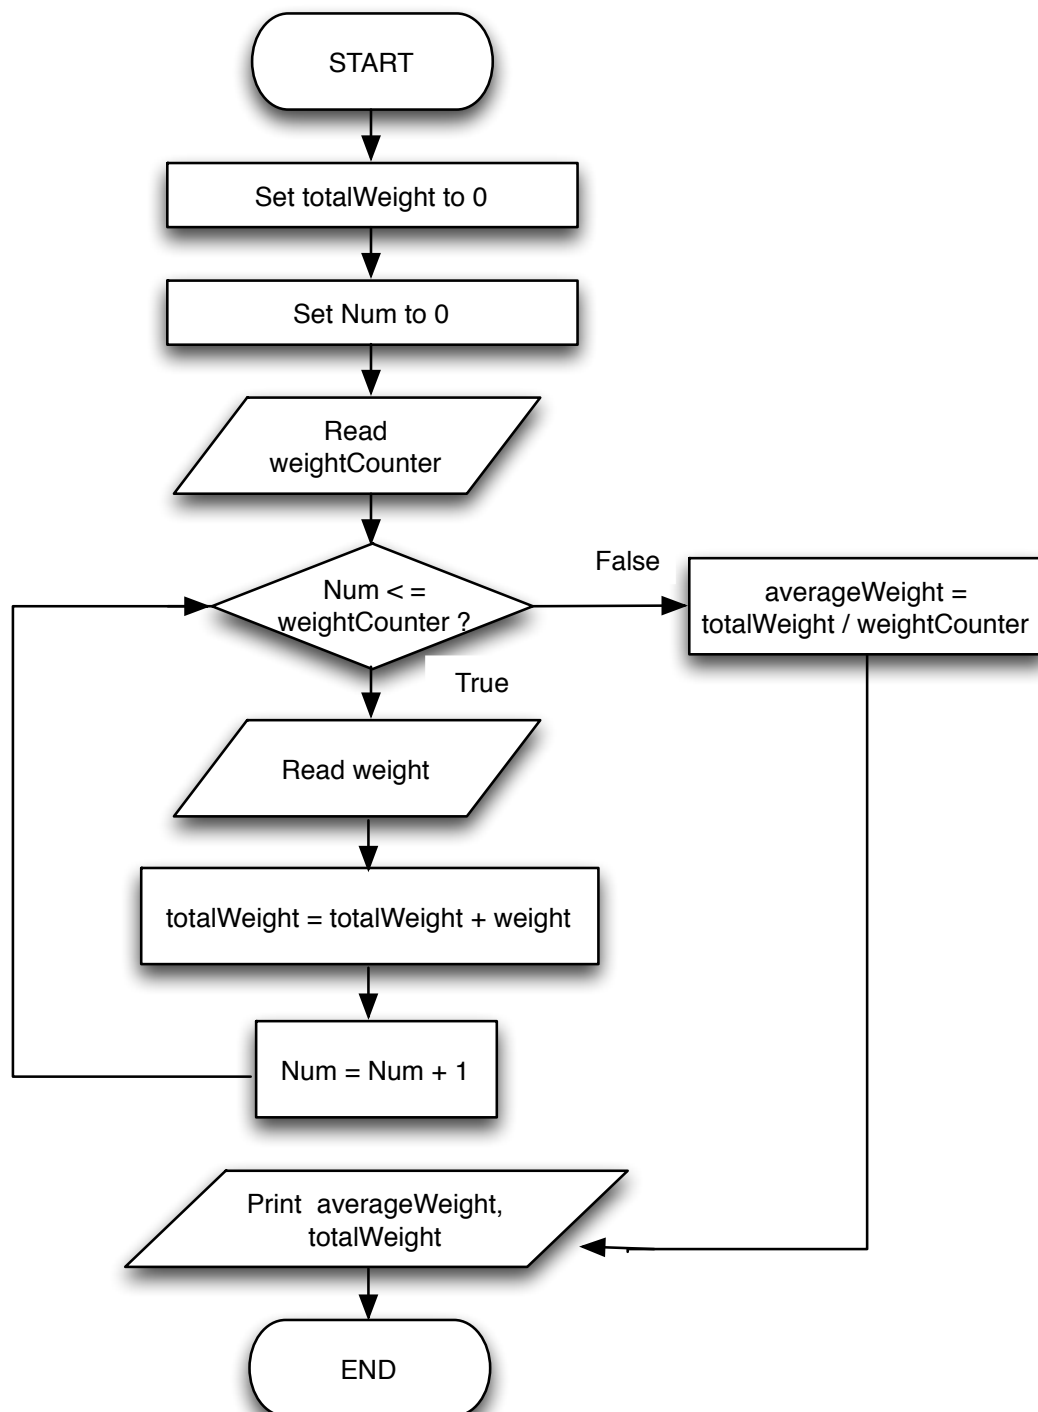 START
Set totalWeight to 0
Set Num to 0
Read
weightCounter
Num < =
weightCounter ?
False
averageWeight =
totalWeight / weightCounter
True
Read weight
totalWeight = totalWeight + weight
Num = Num + 1
Print  averageWeight,
totalWeight
END